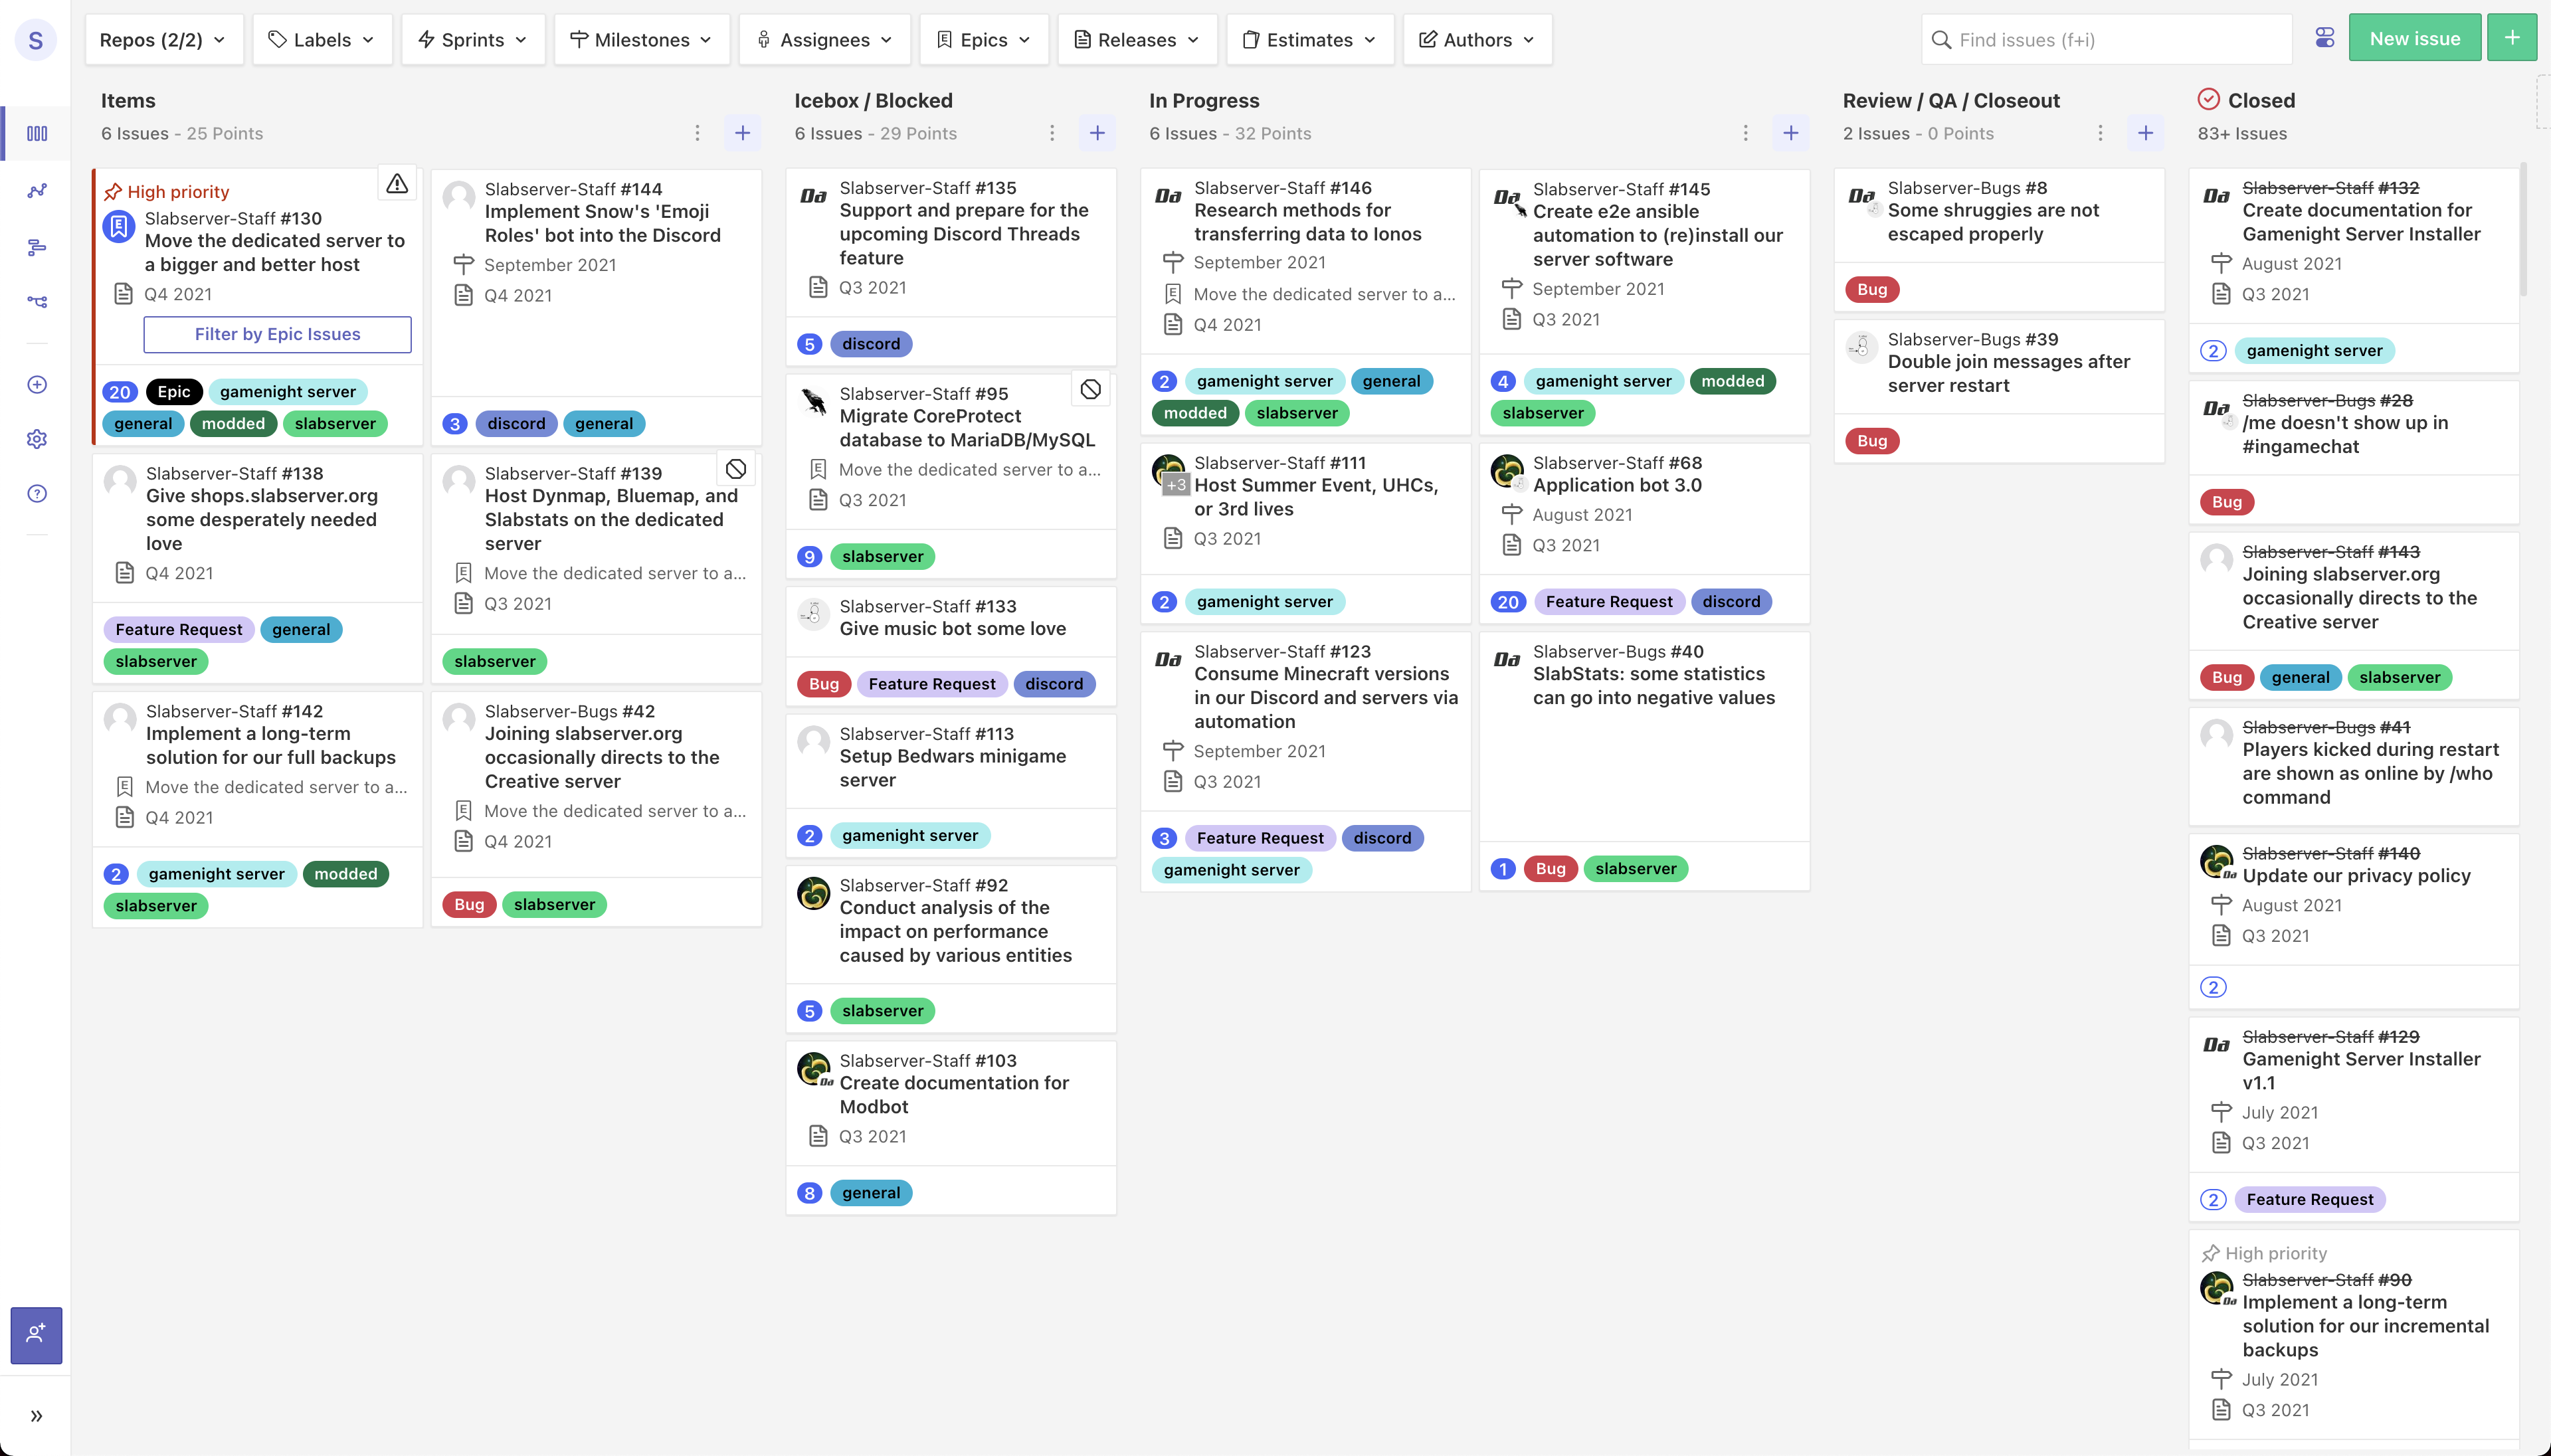 S
Repos (2/2)
Labels
Sprints
Milestones
Assignees
Epics
Releases
Estimates
Authors
Find issues (f+i)
New issue
Items
6 Issues - 25 Points
High priority
Slabserver-Staff #130
Move the dedicated server to
a bigger and better host
Q4 2021
Filter by Epic Issues
20 Epic gamenight server
general modded slabserver
Slabserver-Staff #138
Give shops.slabserver.org
some desperately needed
love
Q4 2021
Feature Request general
slabserver
Slabserver-Staff #142
Implement a long-term
solution for our full backups
Move the dedicated server to a...
Q4 2021
2 gamenight server modded
slabserver
Slabserver-Staff #144
Implement Snow's 'Emoji
Roles' bot into the Discord
September 2021
Q4 2021
3 discord general
Slabserver-Staff #139
Host Dynmap, Bluemap, and
Slabstats on the dedicated
server
Move the dedicated server to a...
Q3 2021
slabserver
Slabserver-Bugs #42
Joining slabserver.org
occasionally directs to the
Creative server
Move the dedicated server to a...
Q4 2021
Bug slabserver
Icebox / Blocked
6 Issues - 29 Points
Da
Slabserver-Staff #135
Support and prepare for the
upcoming Discord Threads
feature
Q3 2021
5 discord
Slabserver-Staff #95
Migrate CoreProtect
database to MariaDB/MySQL
Move the dedicated server to a...
Q3 2021
9 slabserver
Slabserver-Staff #133
Give music bot some love
Bug Feature Request discord
Slabserver-Staff #113
Setup Bedwars minigame
server
2 gamenight server
Slabserver-Staff #92
Conduct analysis of the
impact on performance
caused by various entities
5 slabserver
Da
Slabserver-Staff #103
Create documentation for
Modbot
Q3 2021
8 general
In Progress
6 Issues - 32 Points
Da
Slabserver-Staff #146
Research methods for
transferring data to Ionos
September 2021
Move the dedicated server to a...
Q4 2021
2 gamenight server general
modded slabserver
+3
Slabserver-Staff #111
Host Summer Event, UHCs,
or 3rd lives
Q3 2021
2 gamenight server
Da
Slabserver-Staff #123
Consume Minecraft versions
in our Discord and servers via
automation
September 2021
Q3 2021
3 Feature Request discord
gamenight server
Da
Slabserver-Staff #145
Create e2e ansible
automation to (re)install our
server software
September 2021
Q3 2021
4 gamenight server modded
slabserver
Slabserver-Staff #68
Application bot 3.0
August 2021
Q3 2021
20 Feature Request discord
Da
Slabserver-Bugs #40
SlabStats: some statistics
can go into negative values
1 Bug slabserver
Review / QA / Closeout
2 Issues - 0 Points
Da
Slabserver-Bugs #8
Some shruggies are not
escaped properly
Bug
Slabserver-Bugs #39
Double join messages after
server restart
Bug
Closed
83+ Issues
Da
Slabserver-Staff #132
Create documentation for
Gamenight Server Installer
August 2021
Q3 2021
2 gamenight server
Da
Slabserver-Bugs #28
/me doesn't show up in
#ingamechat
Bug
Slabserver-Staff #143
Joining slabserver.org
occasionally directs to the
Creative server
Bug general slabserver
Slabserver-Bugs #41
Players kicked during restart
are shown as online by /who
command
Da
Slabserver-Staff #140
Update our privacy policy
August 2021
Q3 2021
2
Da
Slabserver-Staff #129
Gamenight Server Installer
v1.1
July 2021
Q3 2021
2 Feature Request
High priority
Da
Slabserver-Staff #90
Implement a long-term
solution for our incremental
backups
July 2021
Q3 2021